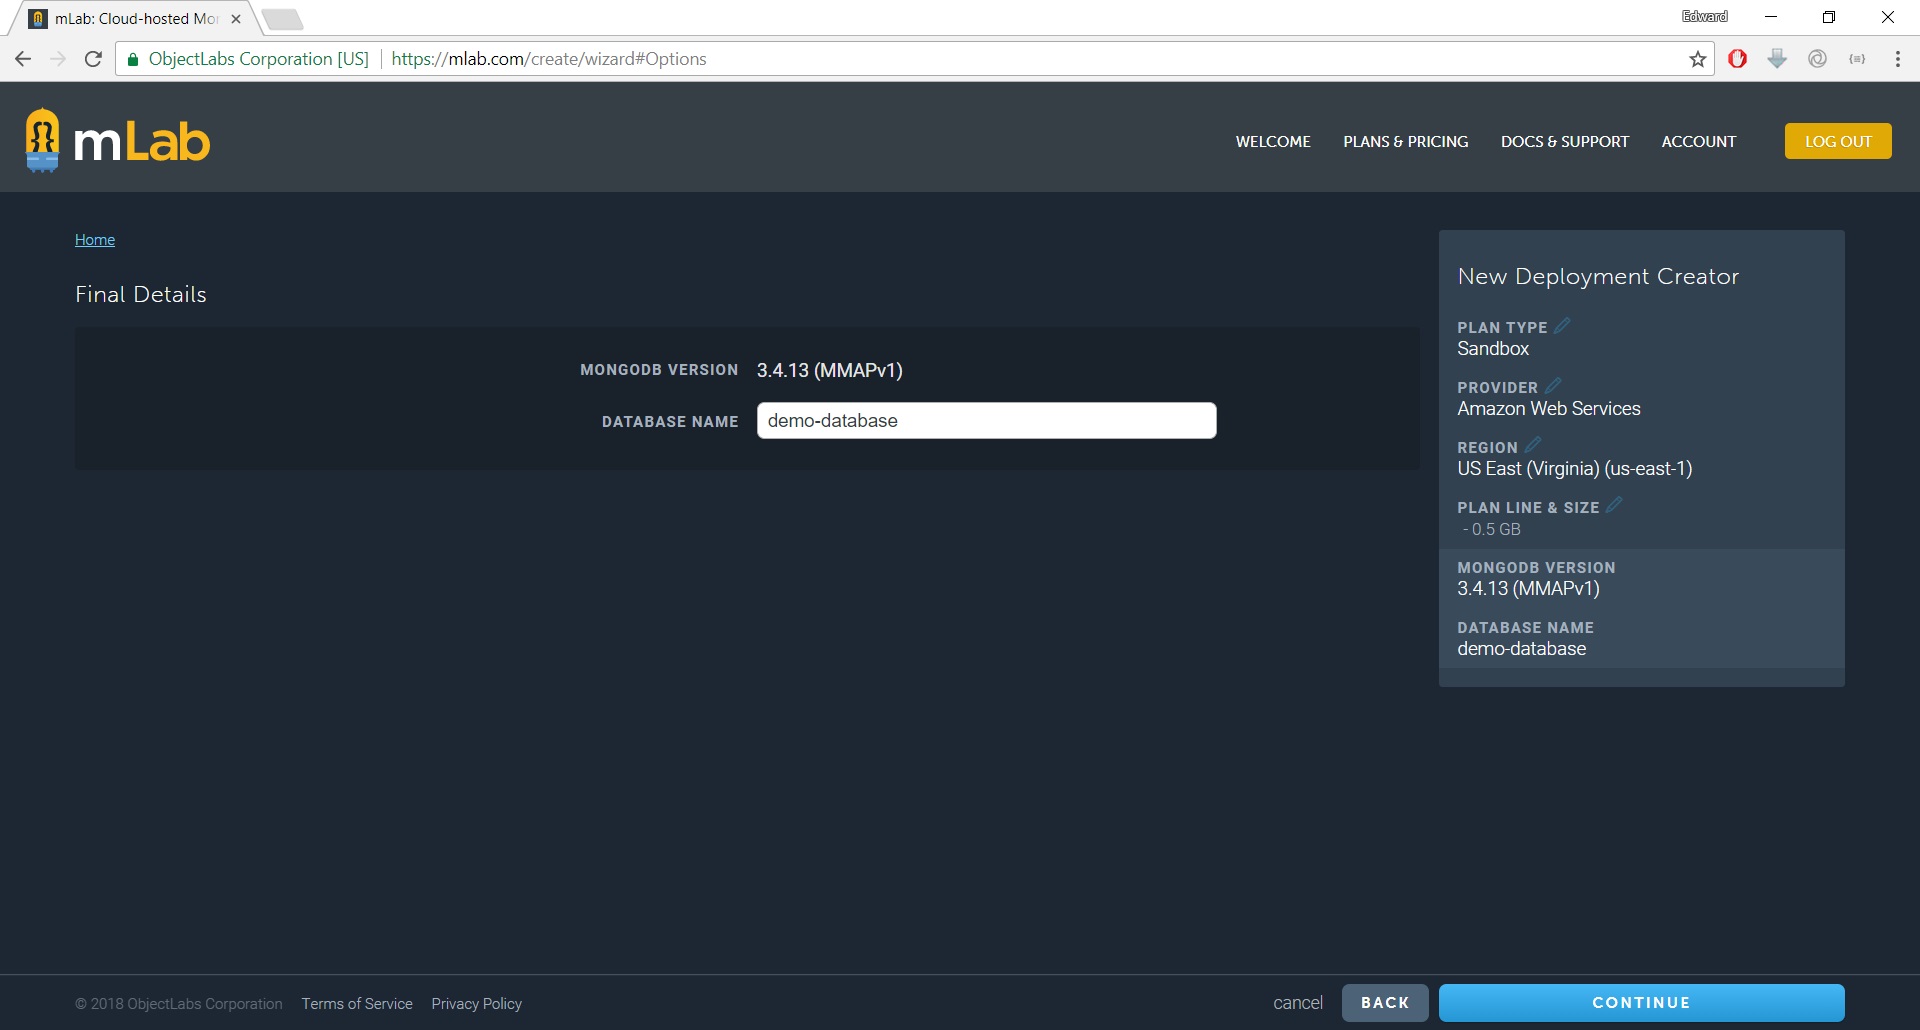 mLab: Cloud-hosted Mor
Edward
ObjectLabs Corporation [US] https://mlab.com/create/wizard#Options
mLab
WELCOME PLANS & PRICING DOCS & SUPPORT ACCOUNT LOG OUT
Home
Final Details
MONGODB VERSION 3.4.13 (MMAPv1)
DATABASE NAME demo-database
New Deployment Creator
PLAN TYPE
Sandbox
PROVIDER
Amazon Web Services
REGION
US East (Virginia) (us-east-1)
PLAN LINE & SIZE
- 0.5 GB
MONGODB VERSION
3.4.13 (MMAPv1)
DATABASE NAME
demo-database
© 2018 ObjectLabs Corporation Terms of Service Privacy Policy
cancel BACK CONTINUE